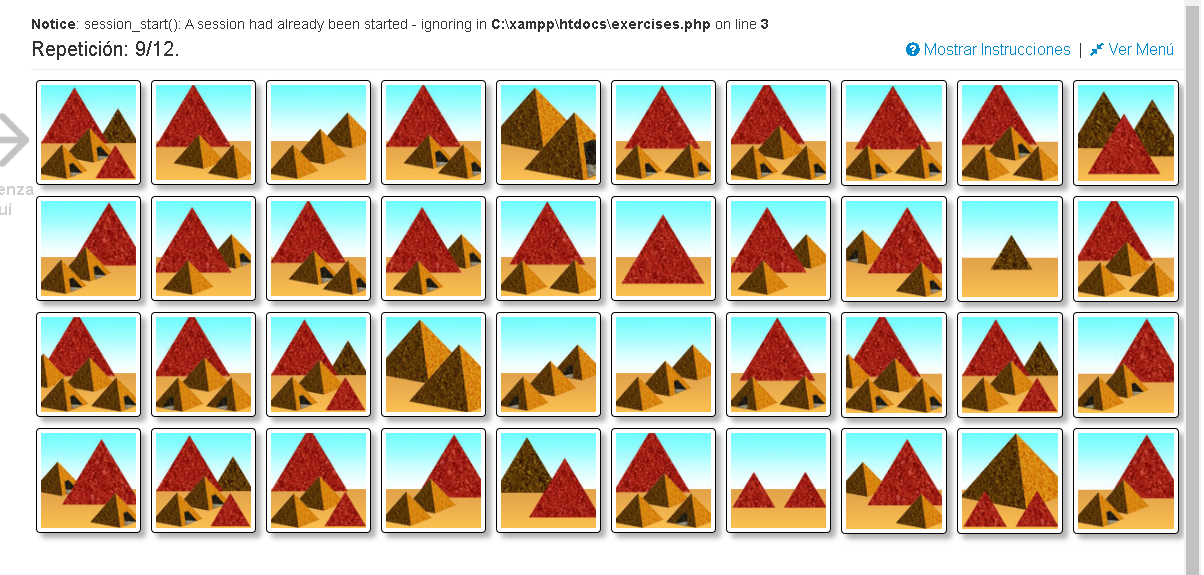 Notice: session_start(): A session had already been started - ignoring in C:\xampp\htdocs\exercises.php on line 3
Repetición: 9/12.
Mostrar Instrucciones | Ver Menú
enza
uí